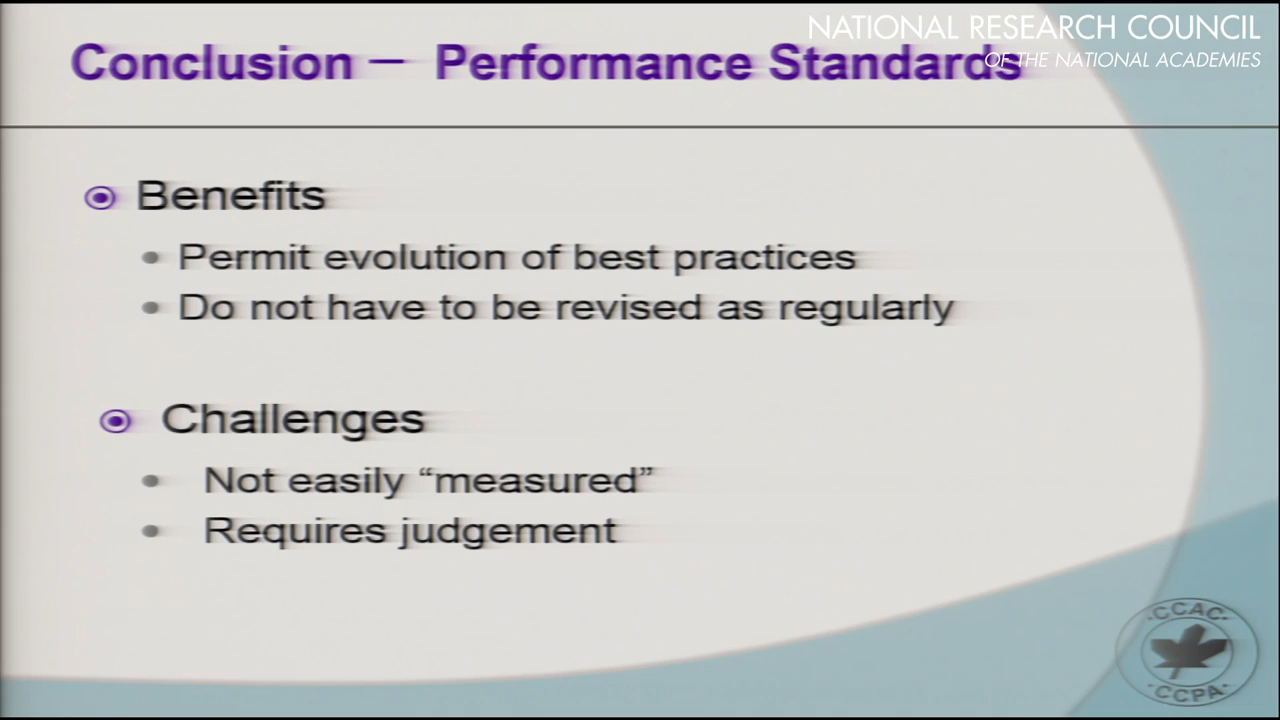 NATIONAL RESEARCH COUNCIL
OF THE NATIONAL ACADEMIES
Conclusion — Performance Standards
Benefits
• Permit evolution of best practices
• Do not have to be revised as regularly
Challenges
• Not easily “measured”
• Requires judgement
CCAC
CCPA